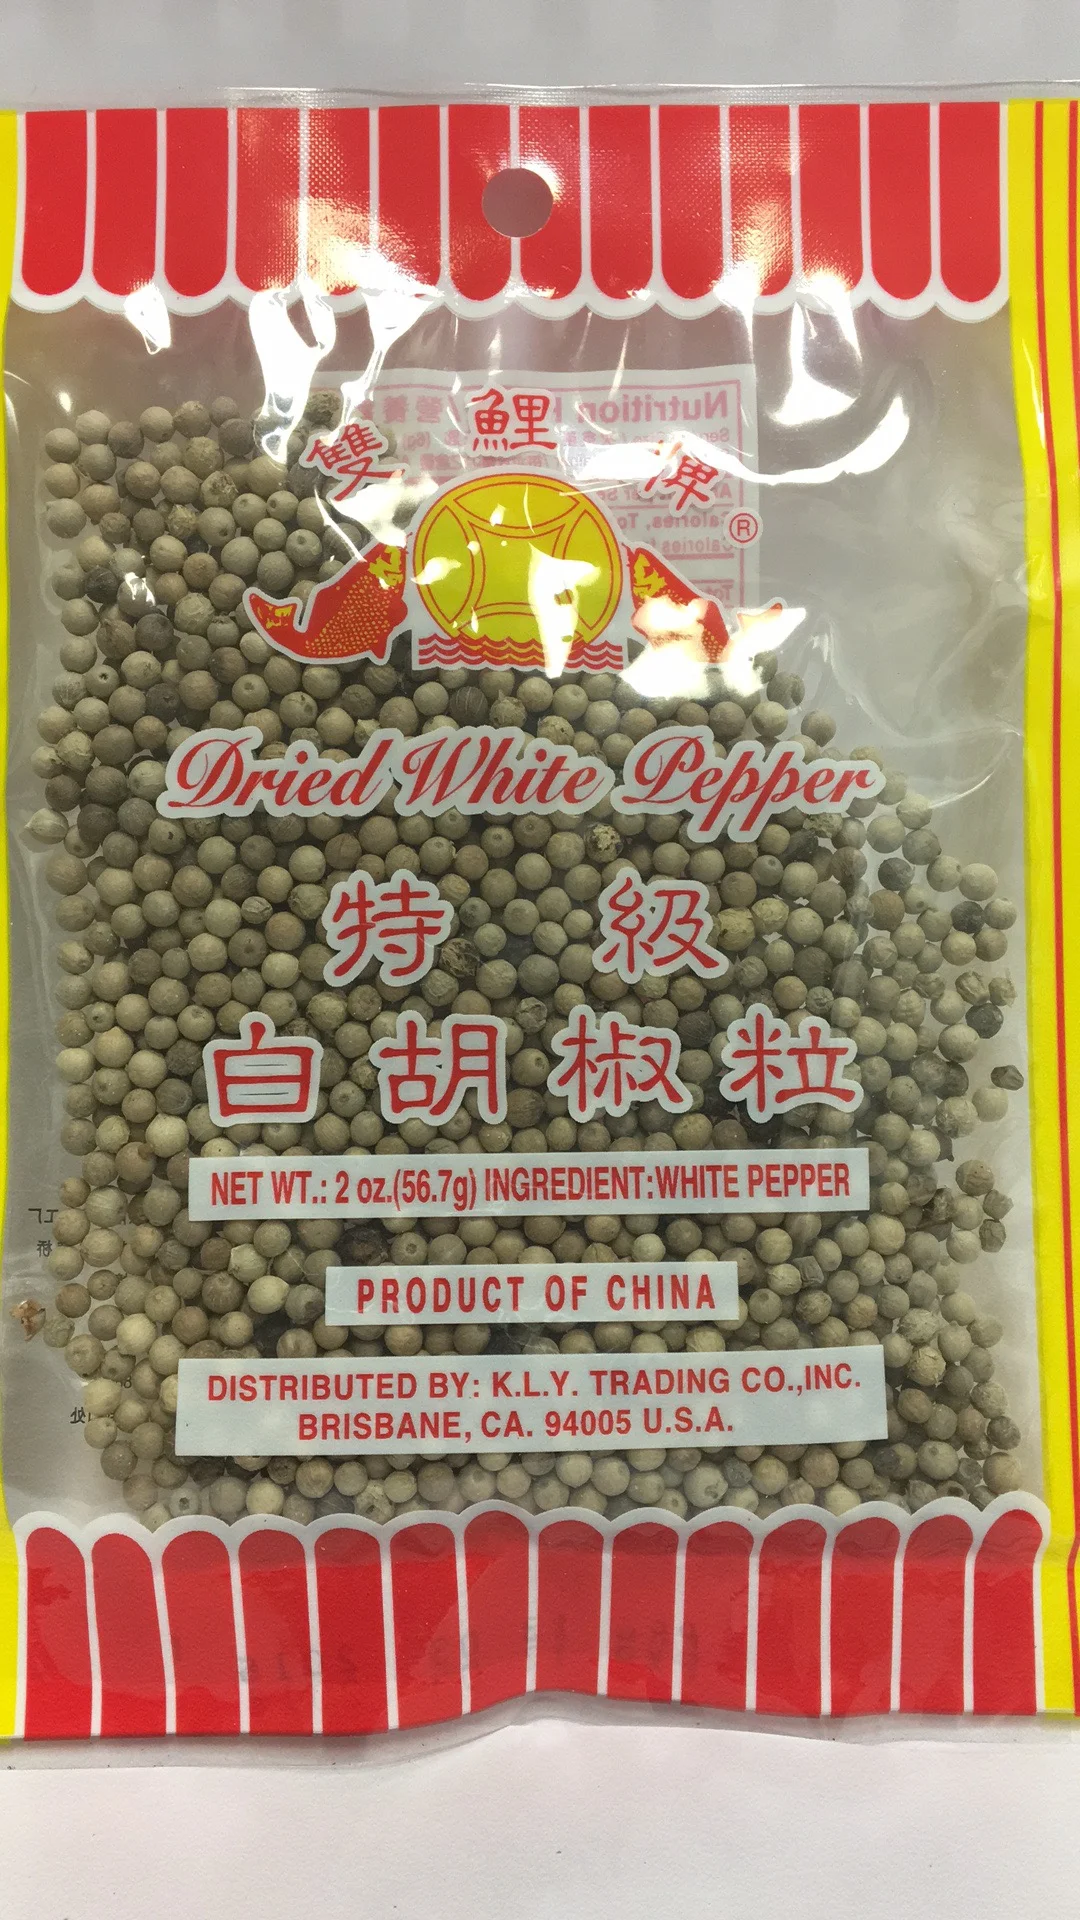 雙鯉牌
®
Dried White Pepper
特級
白胡椒粒
NET WT.: 2 oz.(56.7g) INGREDIENT:WHITE PEPPER
PRODUCT OF CHINA
DISTRIBUTED BY: K.L.Y. TRADING CO.,INC.
BRISBANE, CA. 94005 U.S.A.